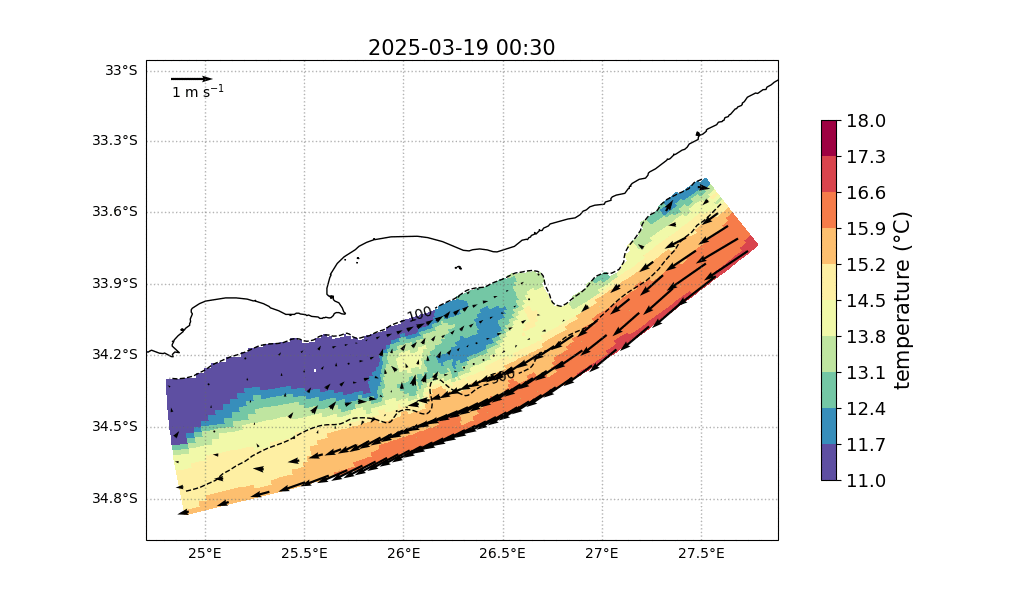 2025-03-19 00:30
1 m s⁻¹
33°S
33.3°S
33.6°S
33.9°S
34.2°S
34.5°S
34.8°S
25°E
25.5°E
26°E
26.5°E
27°E
27.5°E
100
500
18.0
17.3
16.6
15.9
15.2
14.5
13.8
13.1
12.4
11.7
11.0
temperature (°C)